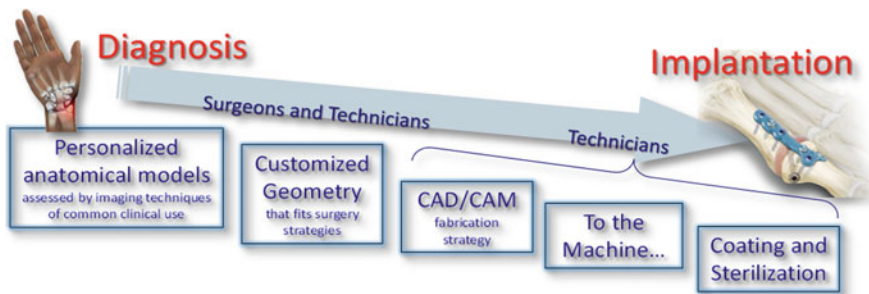 Diagnosis
Implantation
Surgeons and Technicians
Technicians
Personalized
anatomical models
assessed by imaging techniques
of common clinical use
Customized
Geometry
that fits surgery
strategies
CAD/CAM
fabrication
strategy
To the
Machine…
Coating and
Sterilization